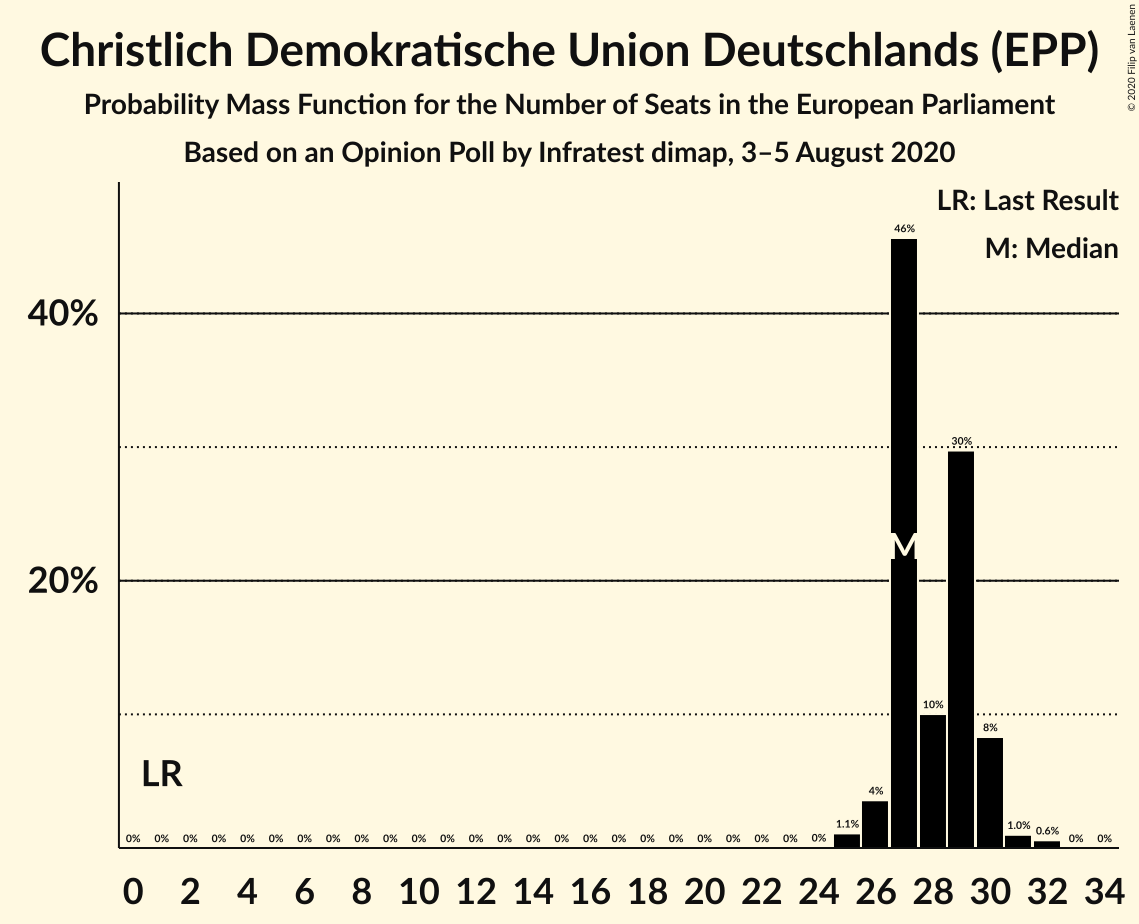 Christlich Demokratische Union Deutschlands (EPP)
Probability Mass Function for the Number of Seats in the European Parliament
Based on an Opinion Poll by Infratest dimap, 3–5 August 2020
© 2020 Filip van Laenen
LR: Last Result
M: Median
46%
40%
30%
M
20%
10%
8%
LR
4%
0% 0% 0% 0% 0% 0% 0% 0% 0% 0% 0% 0% 0% 0% 0% 0% 0% 0% 0% 0% 0% 0% 0% 0% 0% 1.1% 1.0% 0.6% 0% 0%
0 2 4 6 8 10 12 14 16 18 20 22 24 26 28 30 32 34